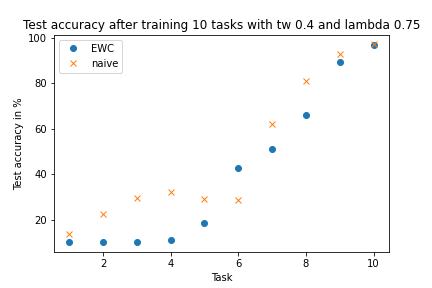 Test accuracy after training 10 tasks with tw 0.4 and lambda 0.75
100
EWC
naive
80
60
40
20
Test accuracy in %
2 4 6 8 10
Task